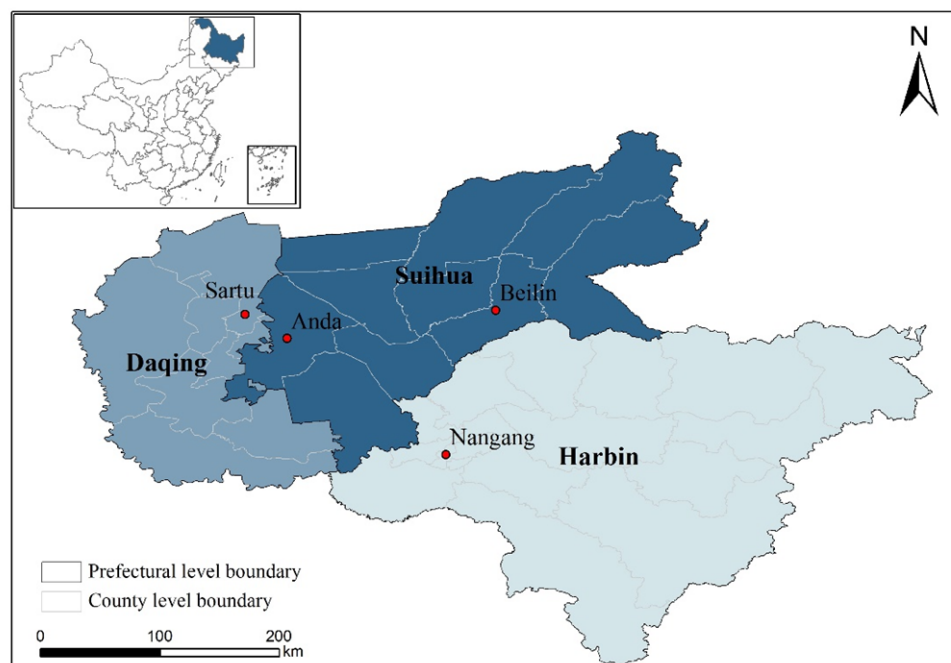 N
Suihua
Sartu
Beilin
Anda
Daqing
Nangang
Harbin
Prefectural level boundary
County level boundary
0 100 200
km